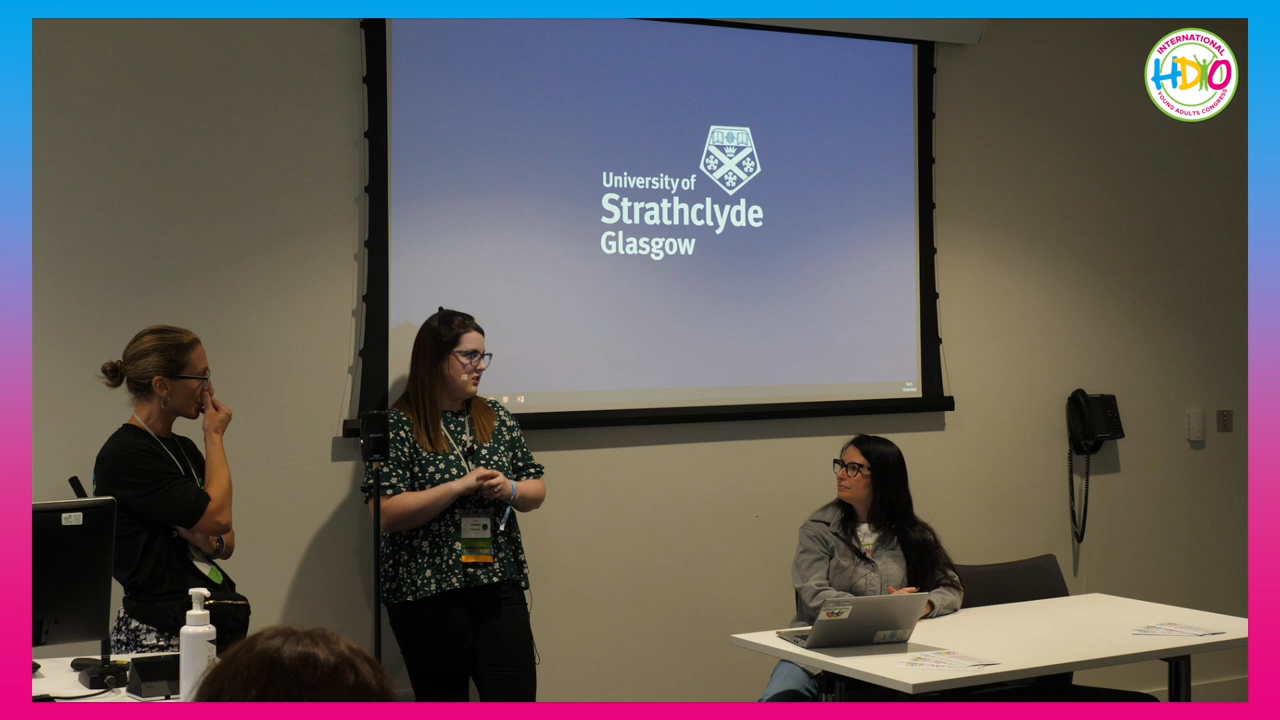 INTERNATIONAL
HDYO
YOUNG ADULTS CONGRESS
University of
Strathclyde
Glasgow